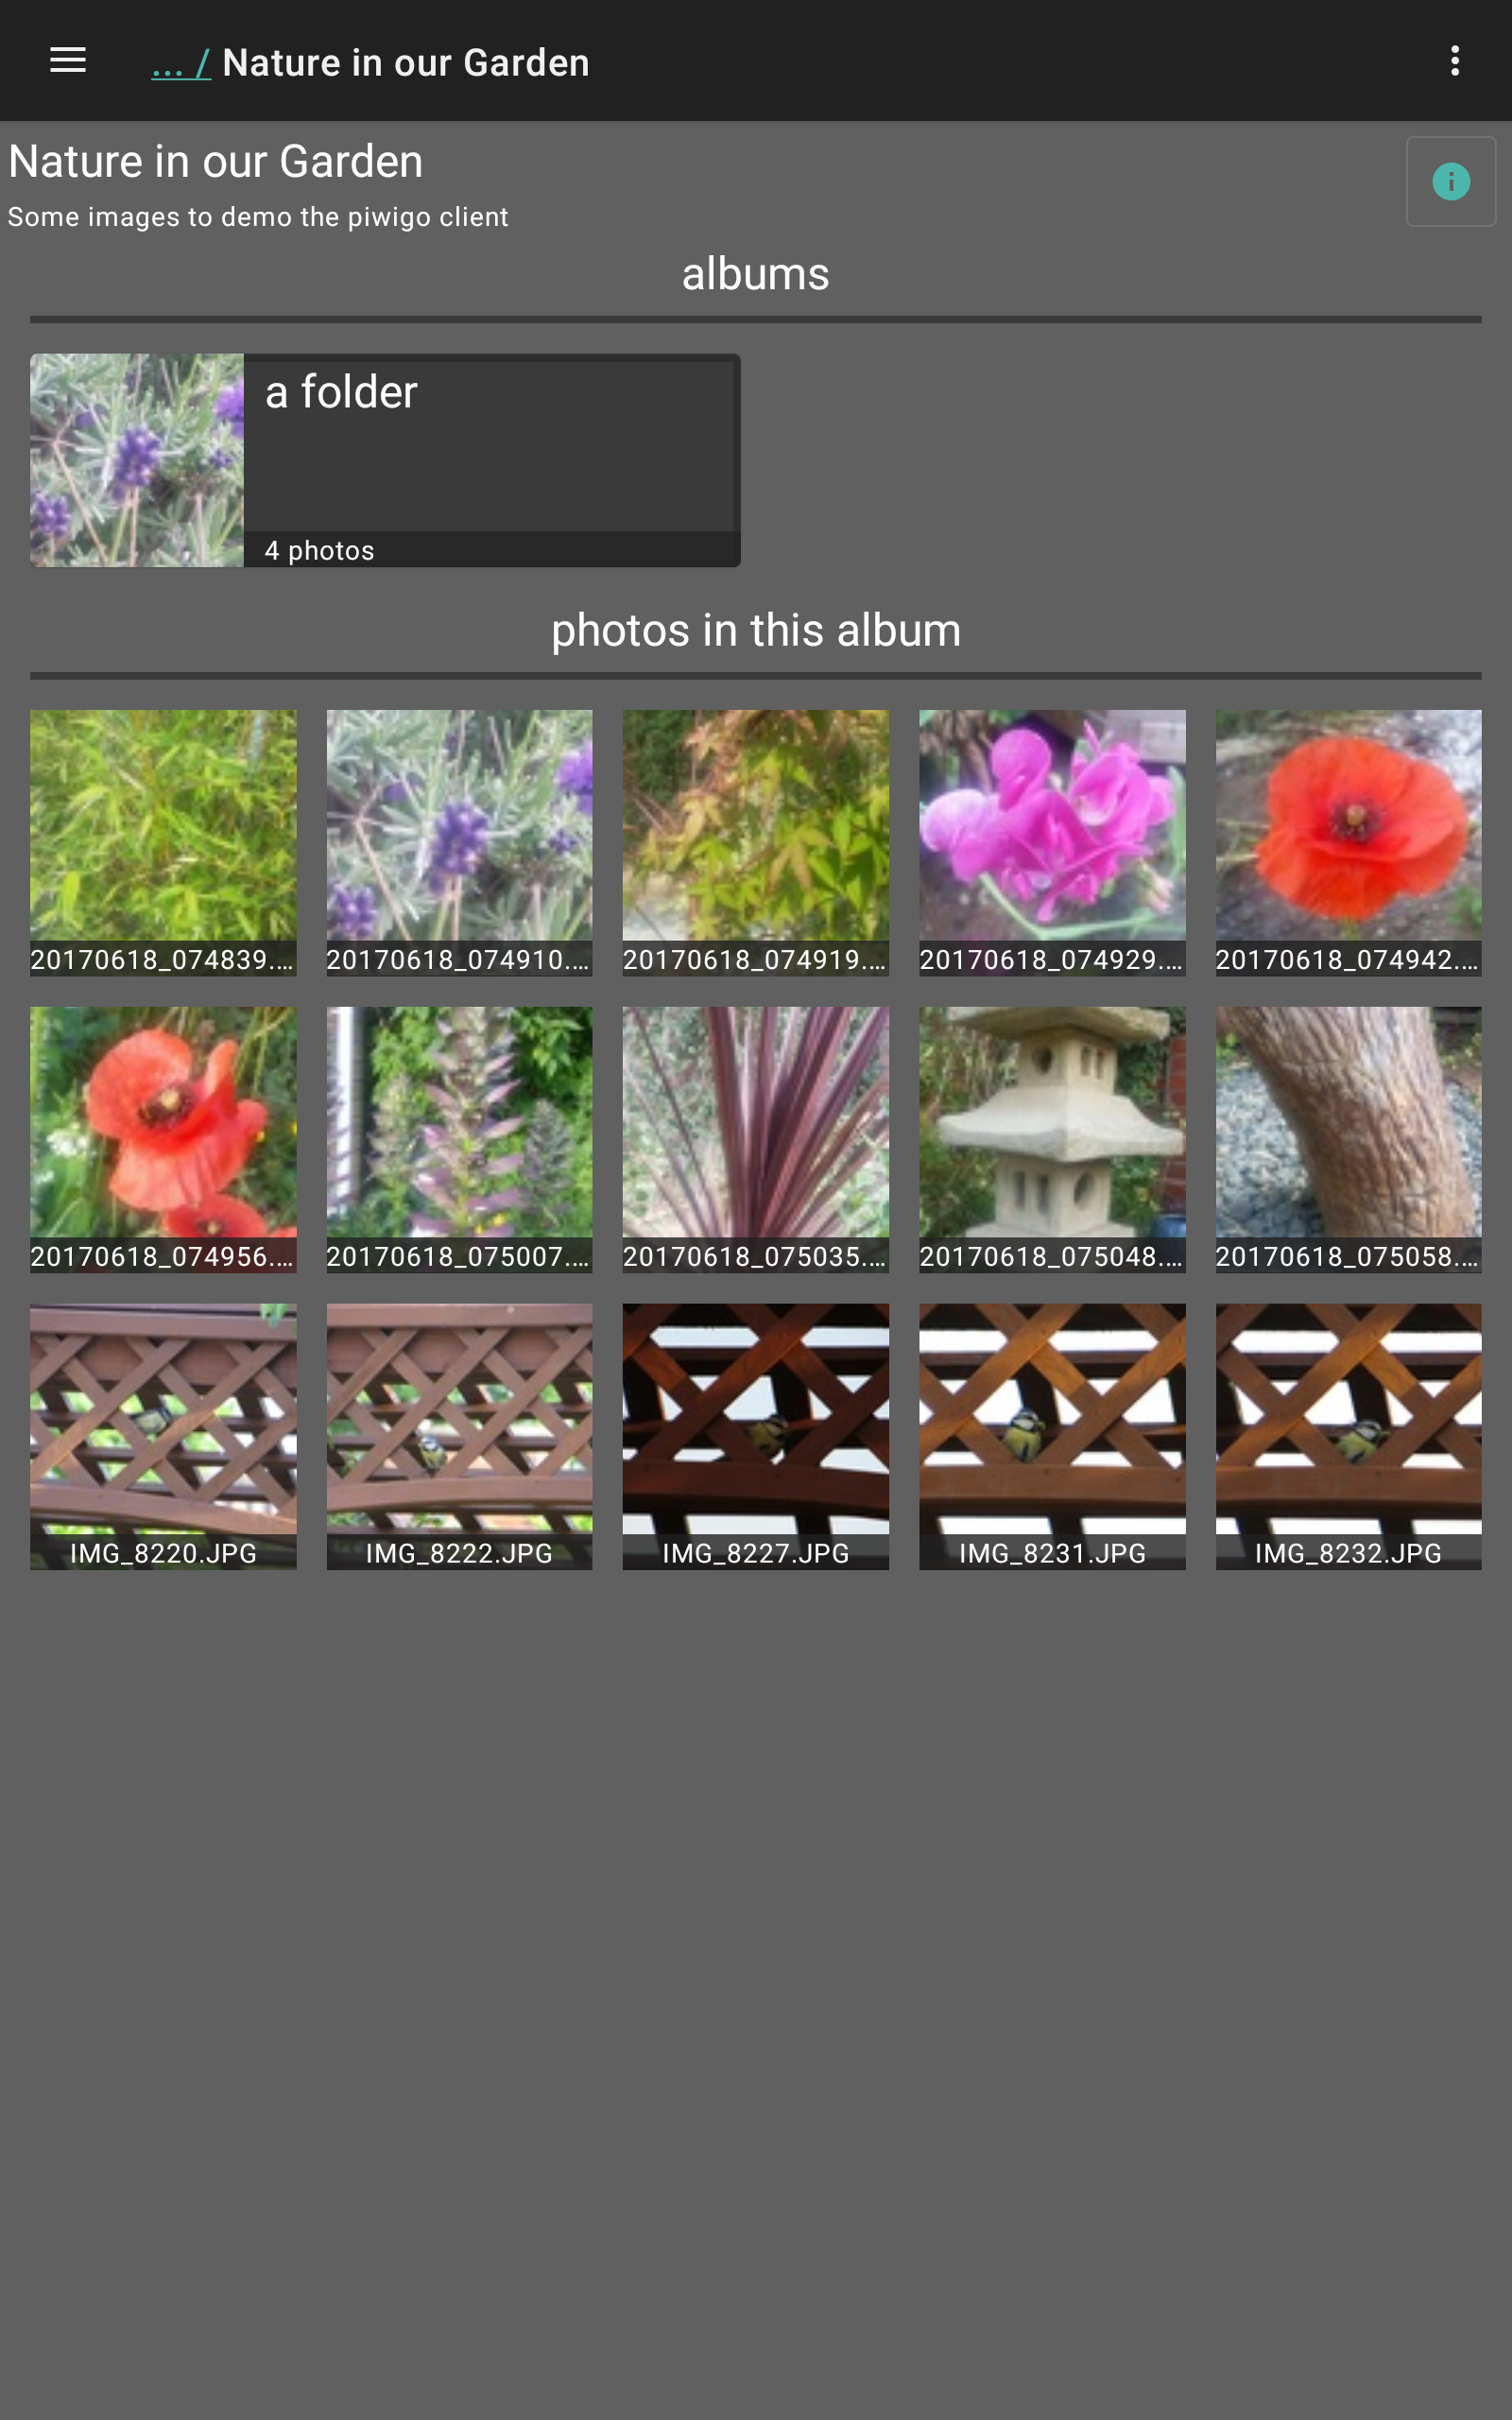 ... / Nature in our Garden
Nature in our Garden
Some images to demo the piwigo client
albums
a folder
4 photos
photos in this album
20170618_074839.…
20170618_074910.…
20170618_074919.…
20170618_074929.…
20170618_074942.…
20170618_074956.…
20170618_075007.…
20170618_075035.…
20170618_075048.…
20170618_075058.…
IMG_8220.JPG
IMG_8222.JPG
IMG_8227.JPG
IMG_8231.JPG
IMG_8232.JPG